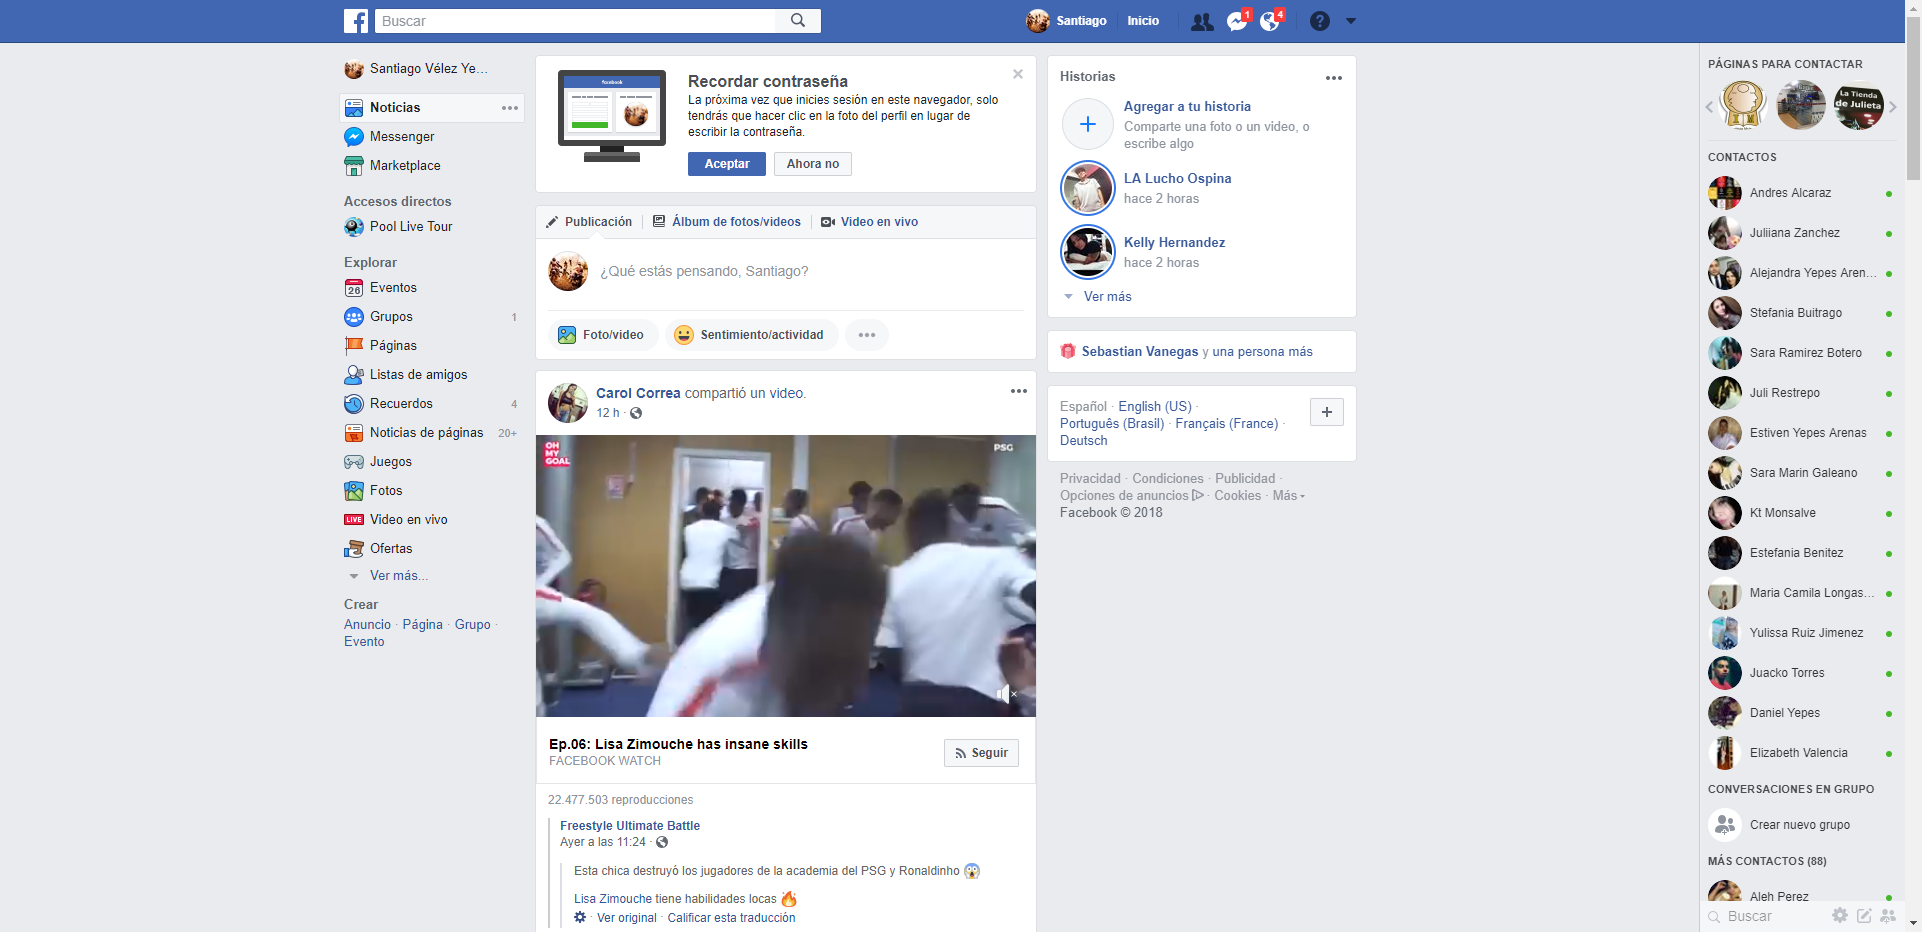 Buscar
Santiago
Inicio
1
4
Santiago Vélez Ye...
Noticias
Messenger
Marketplace
Accesos directos
Pool Live Tour
Explorar
26
Eventos
Grupos 1
Páginas
Listas de amigos
Recuerdos 4
Noticias de páginas 20+
Juegos
Fotos
LIVE Video en vivo
Ofertas
Ver más...
Crear
Anuncio · Página · Grupo ·
Evento
facebook
Recordar contraseña
La próxima vez que inicies sesión en este navegador, solo
tendrás que hacer clic en la foto del perfil en lugar de
escribir la contraseña.
Aceptar
Ahora no
Publicación
Álbum de fotos/videos
Video en vivo
¿Qué estás pensando, Santiago?
Foto/video
Sentimiento/actividad
Carol Correa compartió un video.
12 h ·
OH
MY
GOAL
PSG
Ep.06: Lisa Zimouche has insane skills
FACEBOOK WATCH
Seguir
22.477.503 reproducciones
Freestyle Ultimate Battle
Ayer a las 11:24 ·
Esta chica destruyó los jugadores de la academia del PSG y Ronaldinho
Lisa Zimouche tiene habilidades locas
· Ver original · Calificar esta traducción
Historias
Agregar a tu historia
Comparte una foto o un video, o
escribe algo
LA Lucho Ospina
hace 2 horas
Kelly Hernandez
hace 2 horas
Ver más
Sebastian Vanegas y una persona más
Español · English (US) ·
Português (Brasil) · Français (France) ·
Deutsch
Privacidad · Condiciones · Publicidad ·
Opciones de anuncios · Cookies · Más
Facebook © 2018
PÁGINAS PARA CONTACTAR
La Tienda
de Julieta
CONTACTOS
Andres Alcaraz
Juliiana Zanchez
Alejandra Yepes Aren...
Stefania Buitrago
Sara Ramirez Botero
Juli Restrepo
Estiven Yepes Arenas
Sara Marin Galeano
Kt Monsalve
Estefania Benitez
Maria Camila Longas...
Yulissa Ruiz Jimenez
Juacko Torres
Daniel Yepes
Elizabeth Valencia
CONVERSACIONES EN GRUPO
Crear nuevo grupo
MÁS CONTACTOS (88)
Aleh Perez
Buscar